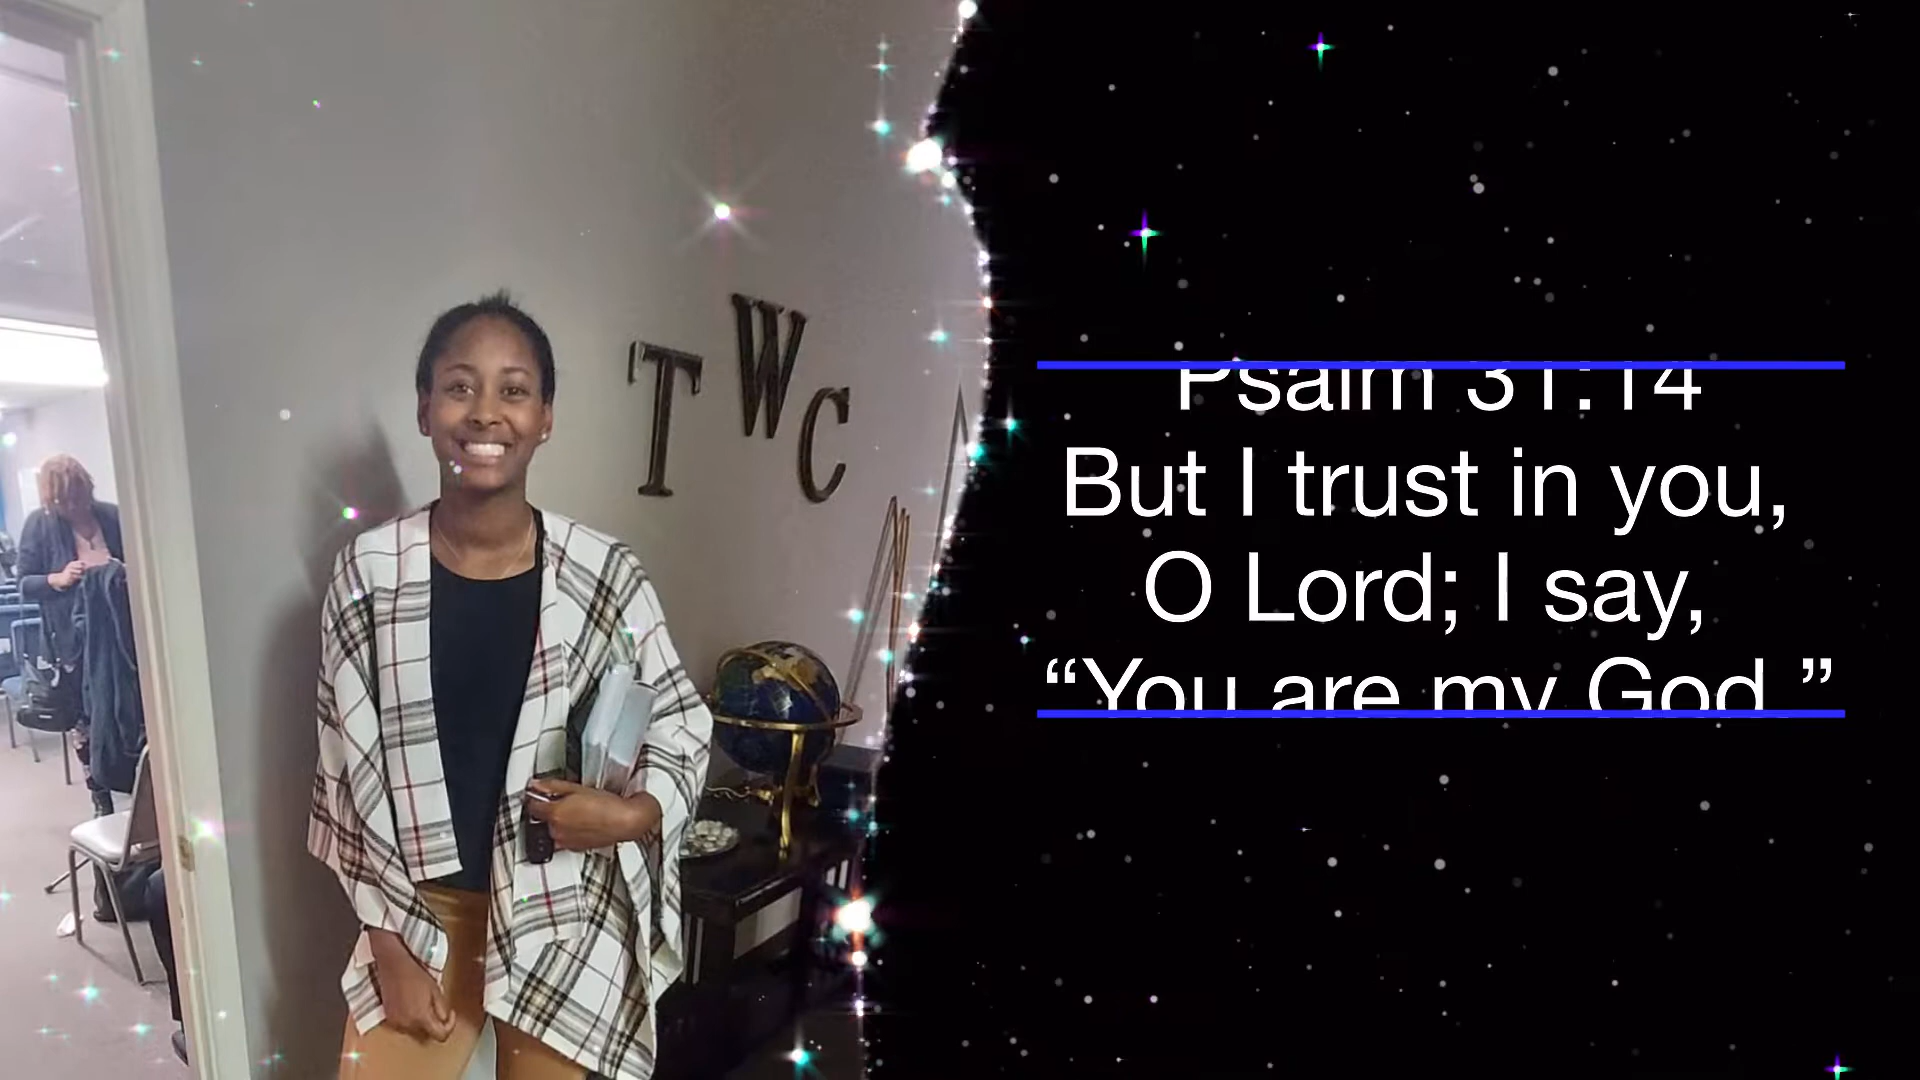 TWC
Psalm 31:14
But I trust in you,
O Lord; I say,
“You are my God.”